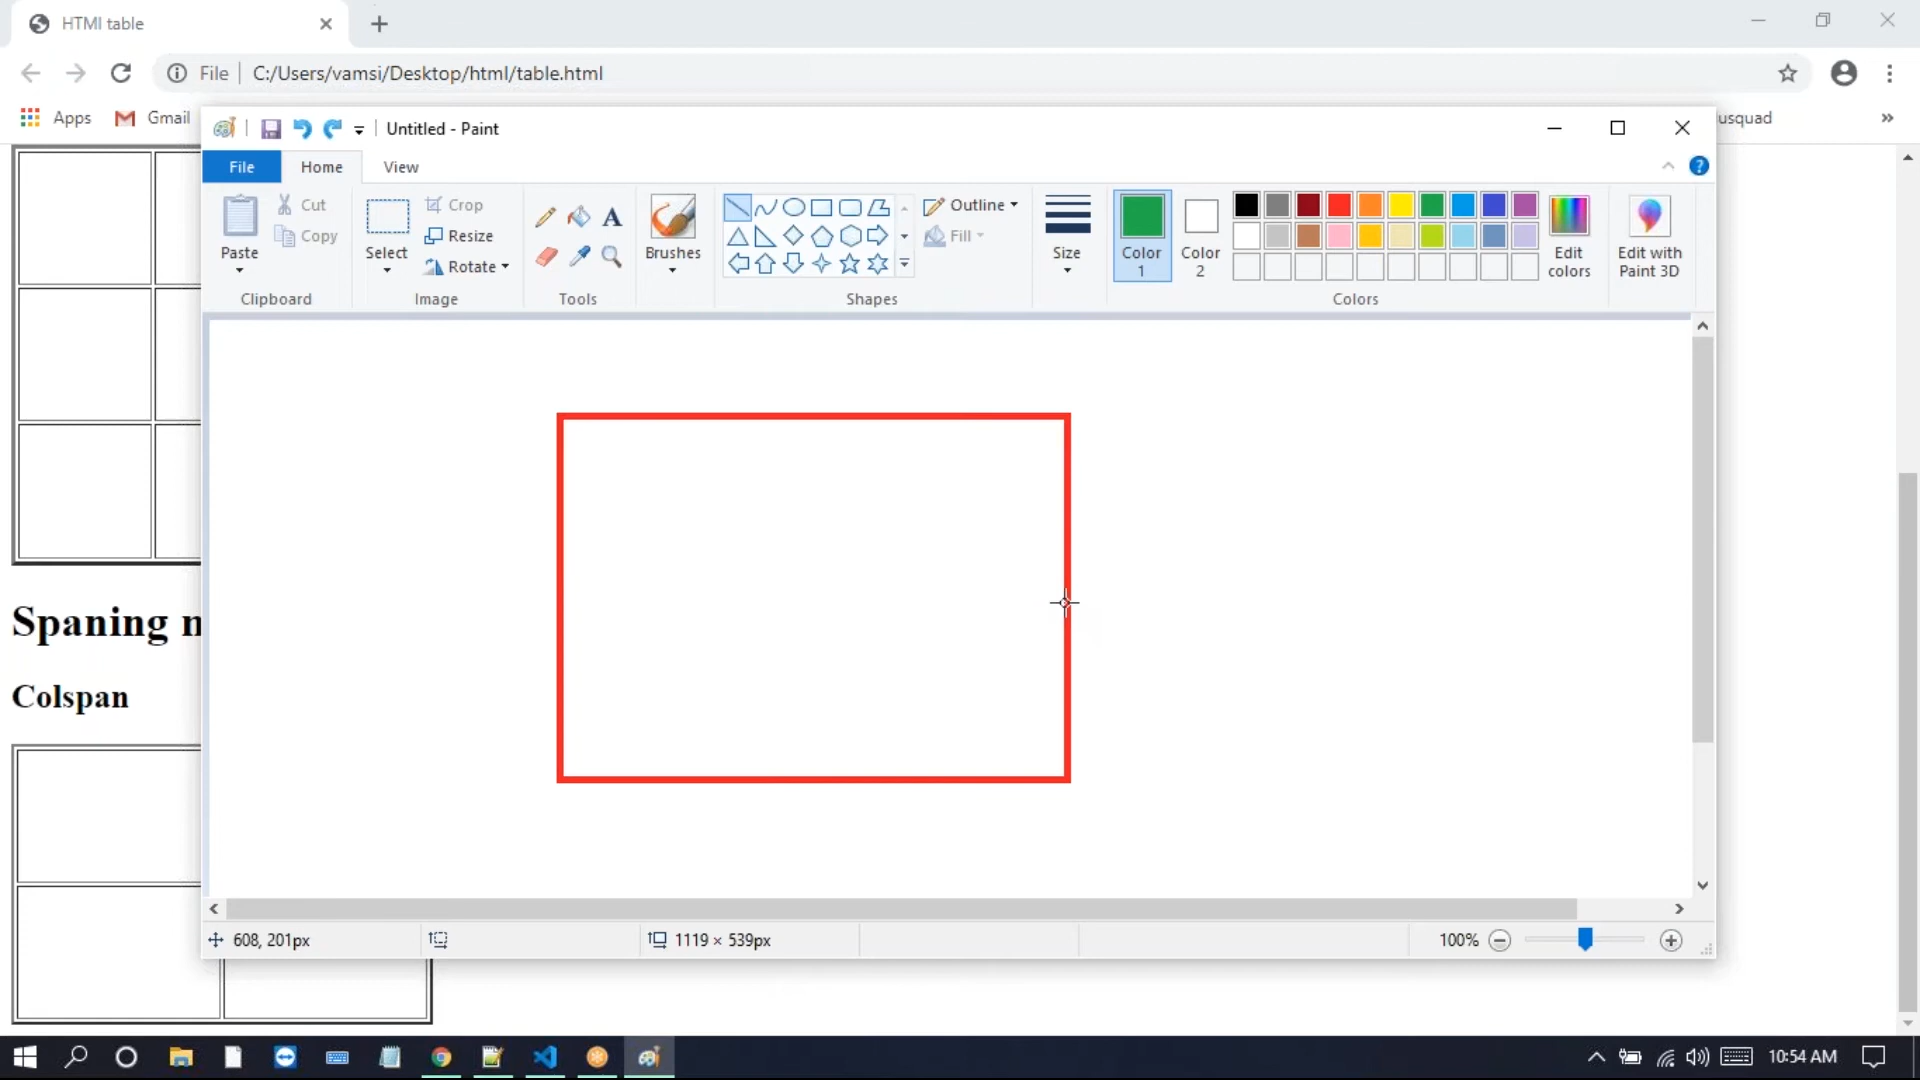 HTMl table
File
C:/Users/vamsi/Desktop/html/table.html
Apps
Gmail
usquad
»
Untitled - Paint
File
Home
View
?
Paste
Cut
Copy
Clipboard
Select
Crop
Resize
Rotate
Image
A
Tools
Brushes
Shapes
Outline
Fill
Size
Color
1
Color
2
Colors
Edit
colors
Edit with
Paint 3D
Spaning
Colspan
608, 201px
1119 × 539px
100%
10:54 AM